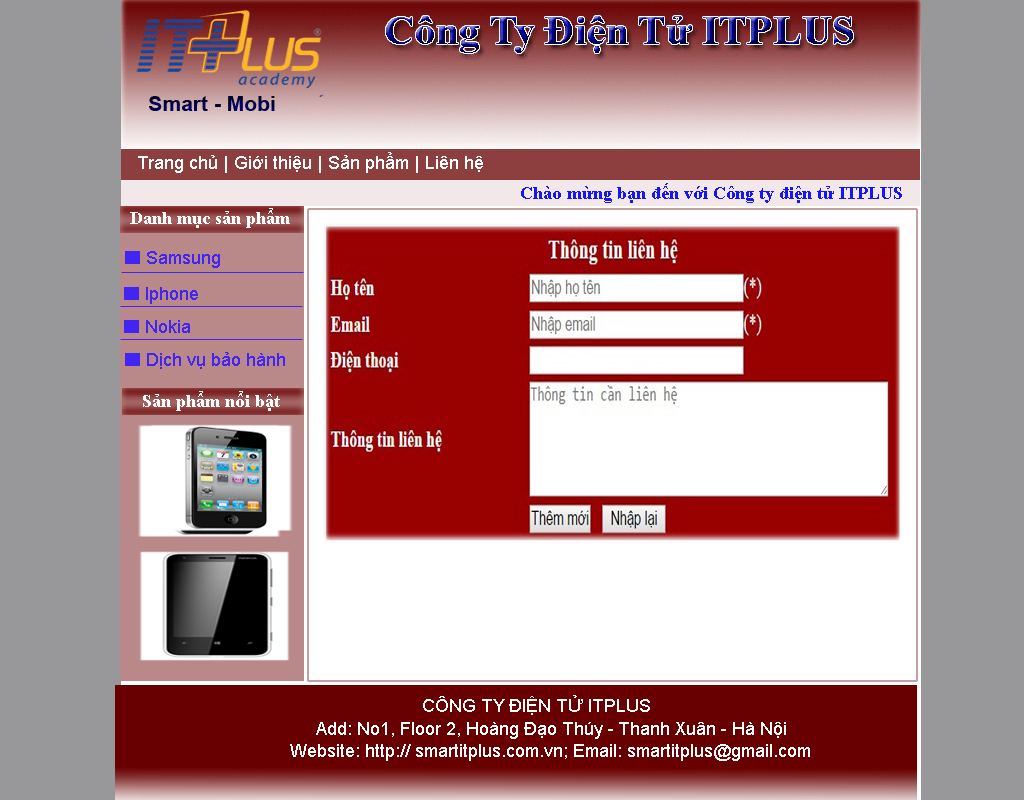 ITPLUS
academy
Smart - Mobi
Công Ty Điện Tử ITPLUS
Trang chủ | Giới thiệu | Sản phẩm | Liên hệ
Chào mừng bạn đến với Công ty điện tử ITPLUS
Danh mục sản phẩm
Samsung
Iphone
Nokia
Dịch vụ bảo hành
Sản phẩm nổi bật
Thông tin liên hệ
Họ tên Nhập họ tên (*)
Email Nhập email (*)
Điện thoại
Thông tin liên hệ Thông tin cần liên hệ
Thêm mới Nhập lại
CÔNG TY ĐIỆN TỬ ITPLUS
Add: No1, Floor 2, Hoàng Đạo Thúy - Thanh Xuân - Hà Nội
Website: http:// smartitplus.com.vn; Email: smartitplus@gmail.com